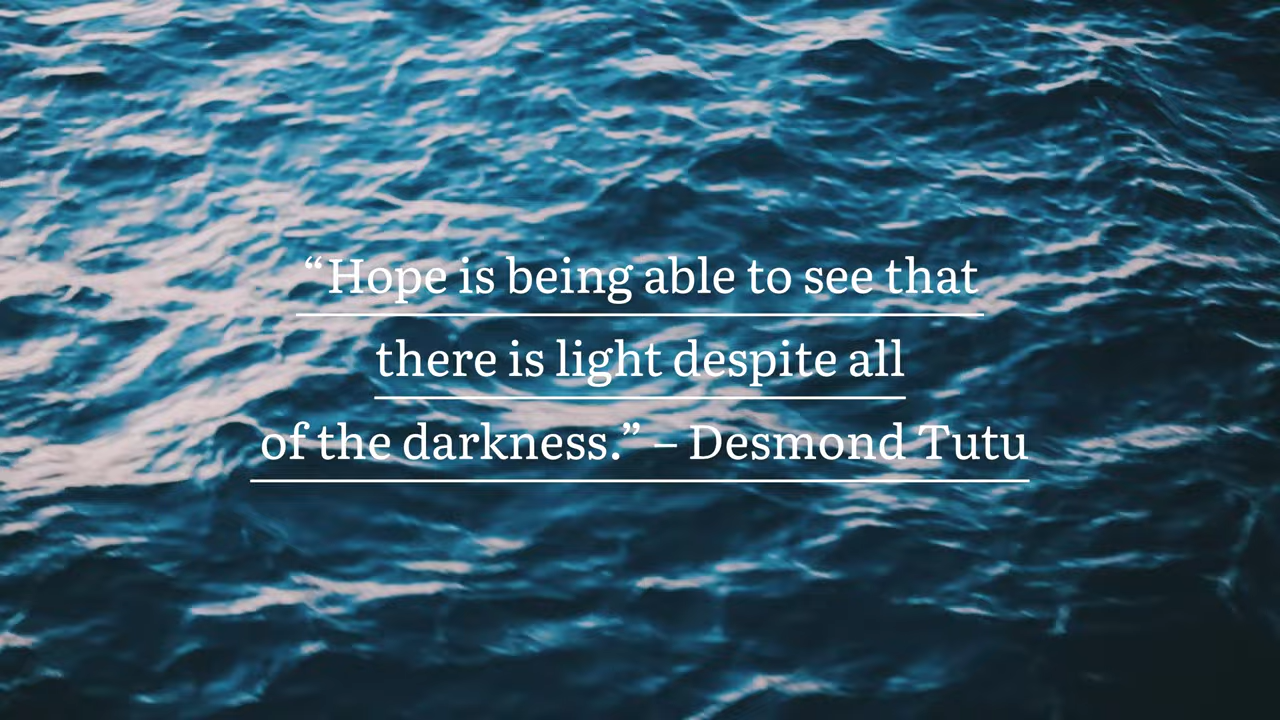 “Hope is being able to see that
there is light despite all
of the darkness.” – Desmond Tutu